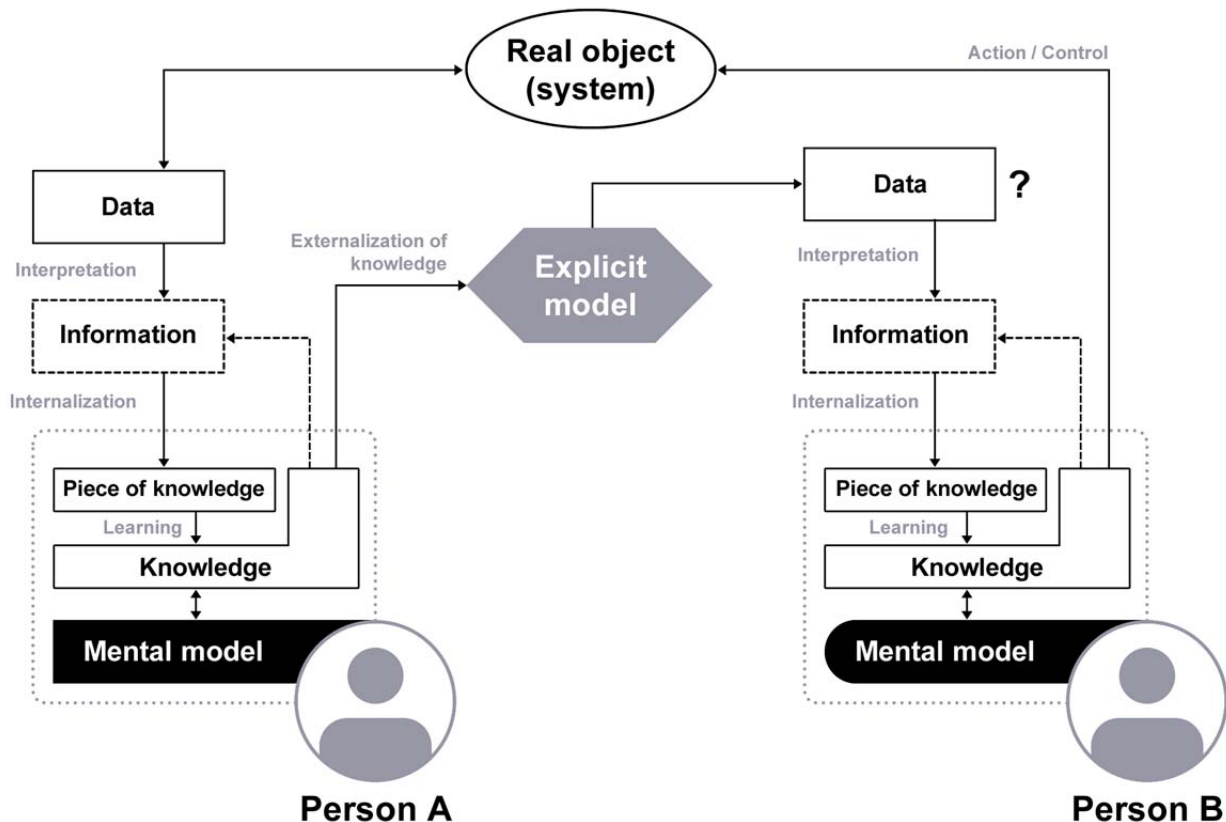 Real object
(system)
Action / Control
Data
Data
?
Externalization of
knowledge
Explicit
model
Interpretation
Interpretation
Information
Information
Internalization
Internalization
Piece of knowledge
Piece of knowledge
Learning
Learning
Knowledge
Knowledge
Mental model
Mental model
Person A
Person B